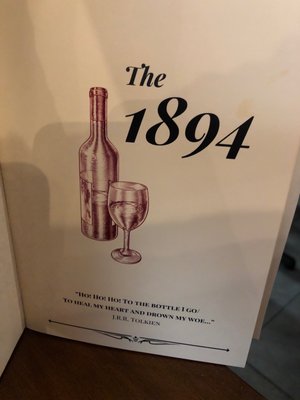 The
1894
"Ho! Ho! Ho! To the bottle I go/
To heal my heart and drown my woe..."
J.R.R. Tolkien